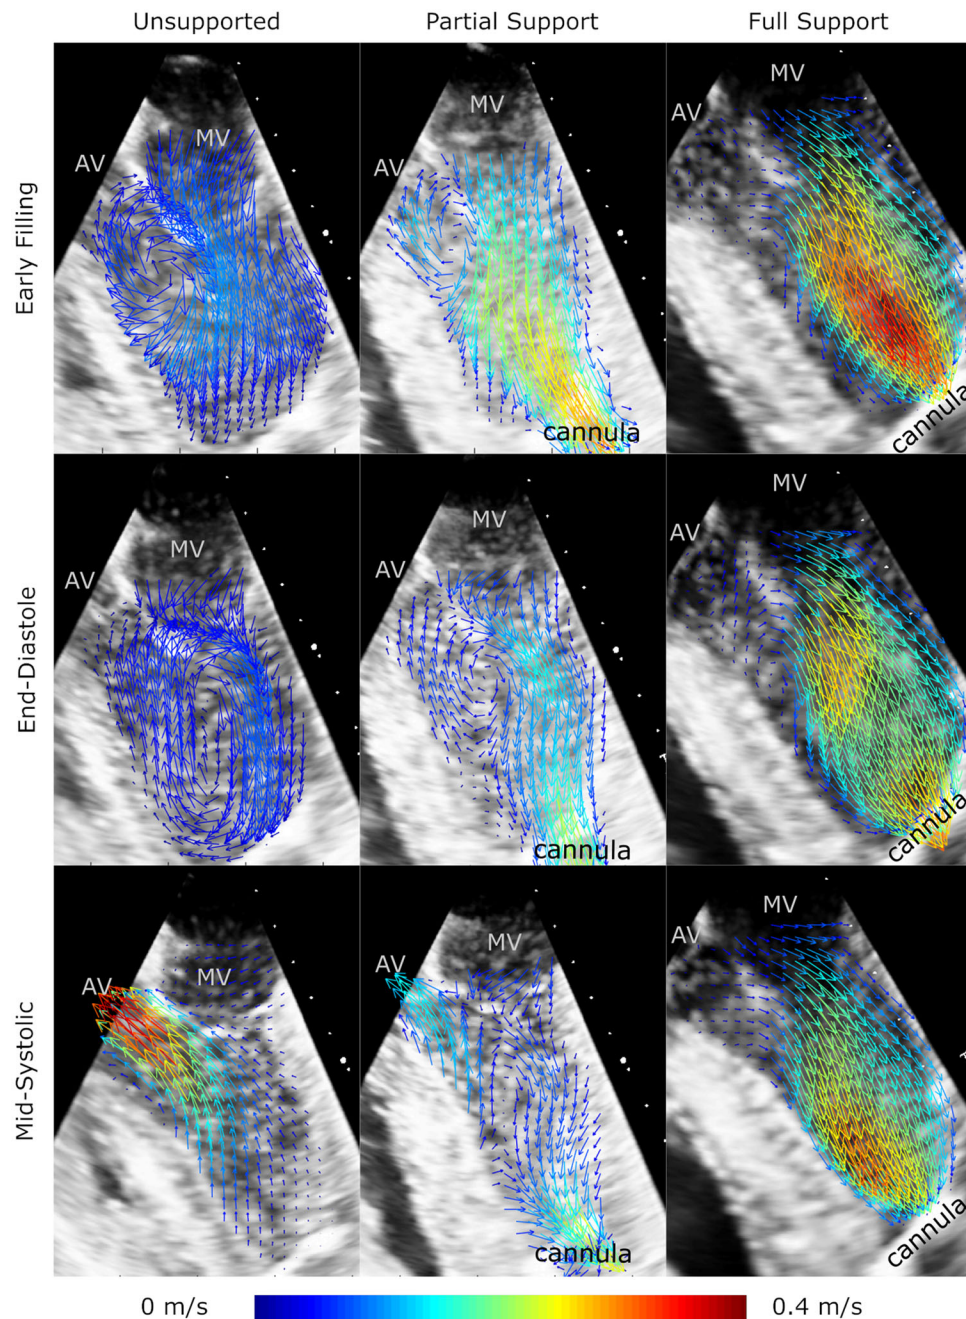 Unsupported Partial Support Full Support
Early Filling
AV MV
AV MV
AV MV
cannula
cannula
End-Diastole
AV MV
AV MV
AV MV
cannula
cannula
Mid-Systolic
AV MV
AV MV
AV MV
cannula
cannula
0 m/s 0.4 m/s